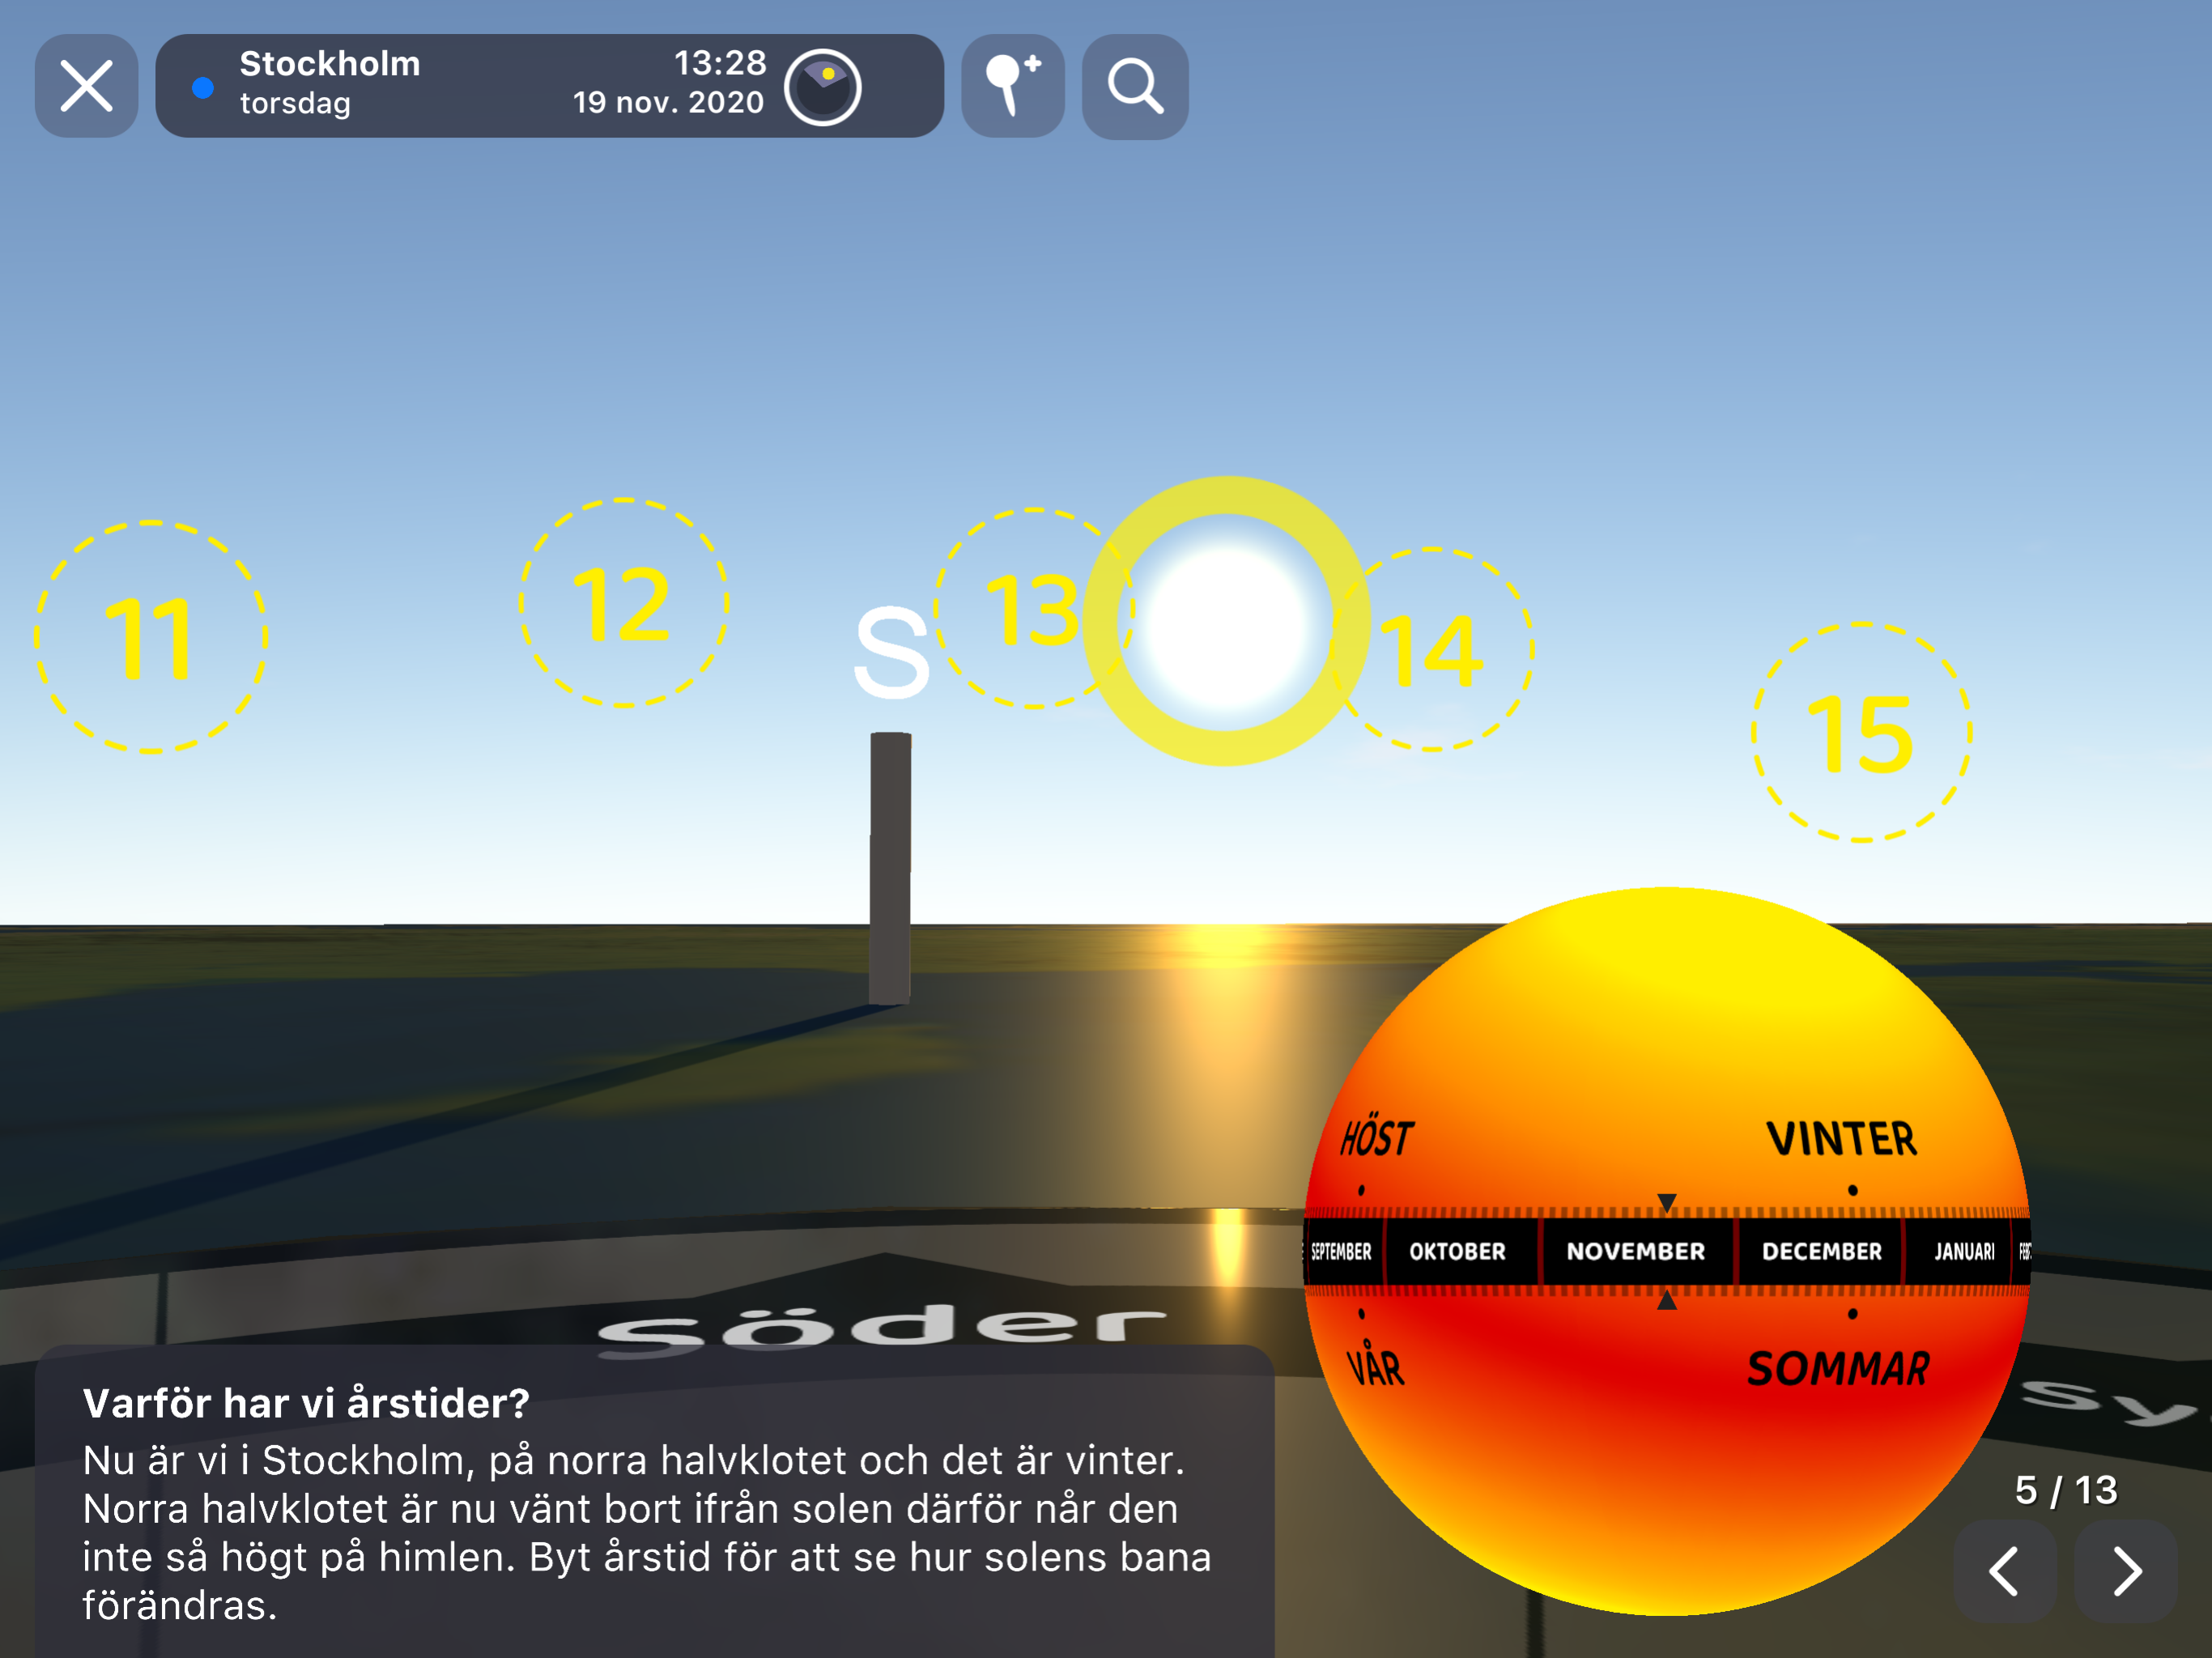 Stockholm
torsdag
13:28
19 nov. 2020
11
12
S
13
14
15
HÖST
VINTER
SEPTEMBER OKTOBER NOVEMBER DECEMBER JANUARI
VÅR
SOMMAR
söder
Varför har vi årstider?
Nu är vi i Stockholm, på norra halvklotet och det är vinter.
Norra halvklotet är nu vänt bort ifrån solen därför når den
inte så högt på himlen. Byt årstid för att se hur solens bana
förändras.
5 / 13